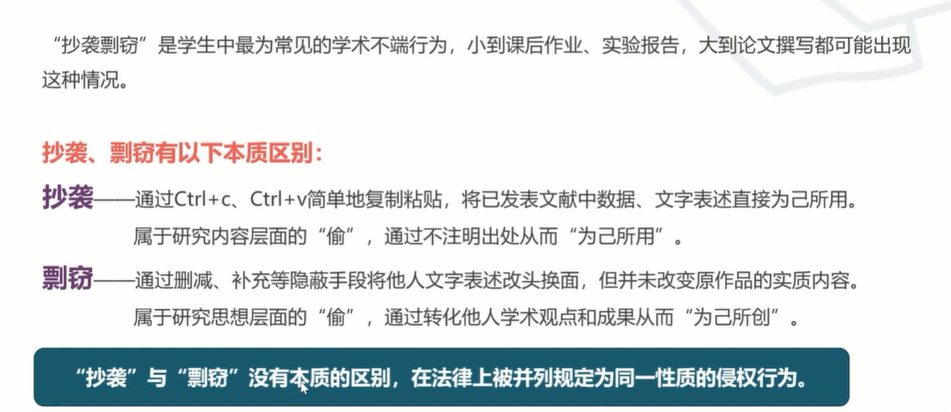 “抄袭剽窃”是学生中最为常见的学术不端行为，小到课后作业、实验报告，大到论文撰写都可能出现
这种情况。
抄袭、剽窃有以下本质区别：
抄袭——通过Ctrl+c、Ctrl+v简单地复制粘贴，将已发表文献中数据、文字表述直接为己所用。
属于研究内容层面的“偷”，通过不注明出处从而“为己所用”。
剽窃——通过删减、补充等隐蔽手段将他人文字表述改头换面，但并未改变原作品的实质内容。
属于研究思想层面的“偷”，通过转化他人学术观点和成果从而“为己所创”。
“抄袭”与“剽窃”没有本质的区别，在法律上被并列规定为同一性质的侵权行为。